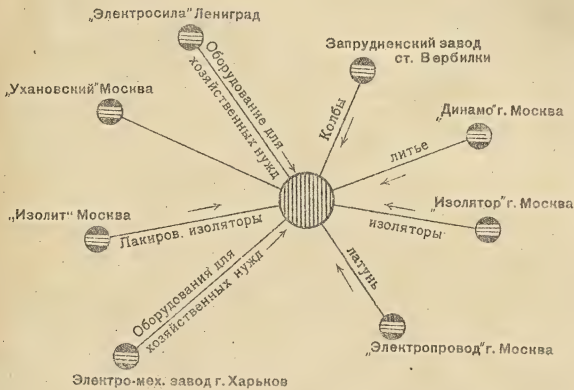 „Электросила" Ленинград
Оборудование для
хозяйственных нужд
Запрудненский завод
ст. Вербилки
Колбы
„Ухановский" Москва
„Динамо" г. Москва
литье
„Изолит" Москва
Лакиров. изоляторы
„Изолятор" г. Москва
изоляторы
Оборудования для
хозяйственных нужд
латунь
„Электропровод" г. Москва
Электро-мех. завод г. Харьков